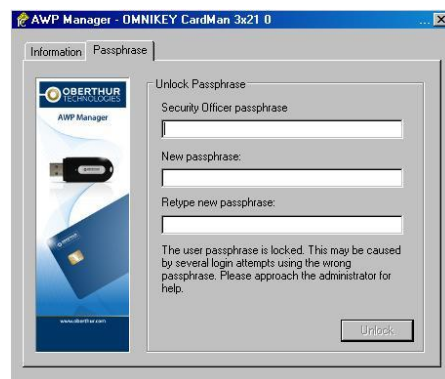 AWP Manager - OMNIKEY CardMan 3x21 0
...
Information
Passphrase
OBERTHUR
TECHNOLOGIES
AWP Manager
www.oberthur.com
Unlock Passphrase
Security Officer passphrase
New passphrase:
Retype new passphrase:
The user passphrase is locked. This may be caused
by several login attempts using the wrong
passphrase. Please approach the administrator for
help.
Unlock